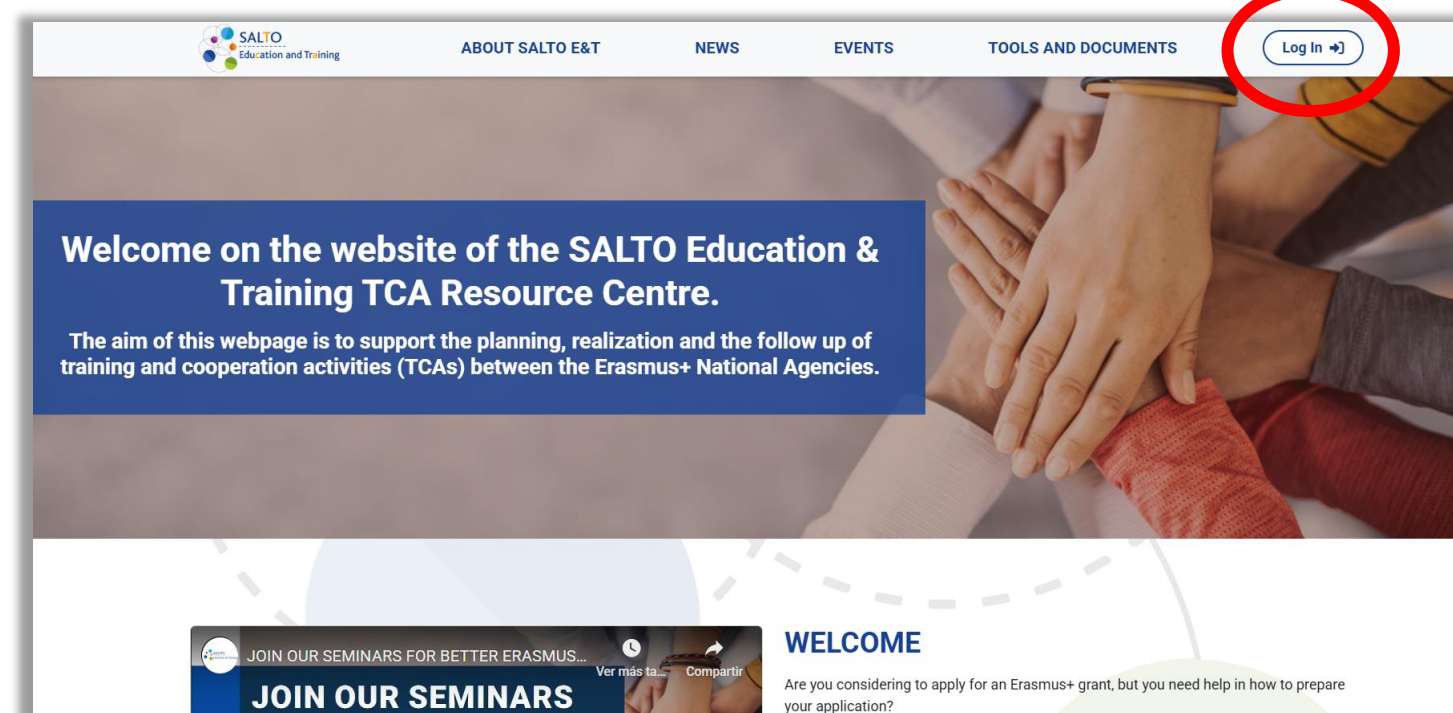 SALTO
Education and Training
ABOUT SALTO E&T
NEWS
EVENTS
TOOLS AND DOCUMENTS
Log In
Welcome on the website of the SALTO Education &
Training TCA Resource Centre.
The aim of this webpage is to support the planning, realization and the follow up of
training and cooperation activities (TCAs) between the Erasmus+ National Agencies.
JOIN OUR SEMINARS FOR BETTER ERASMUS...
Ver más ta...
Compartir
JOIN OUR SEMINARS
WELCOME
Are you considering to apply for an Erasmus+ grant, but you need help in how to prepare
your application?